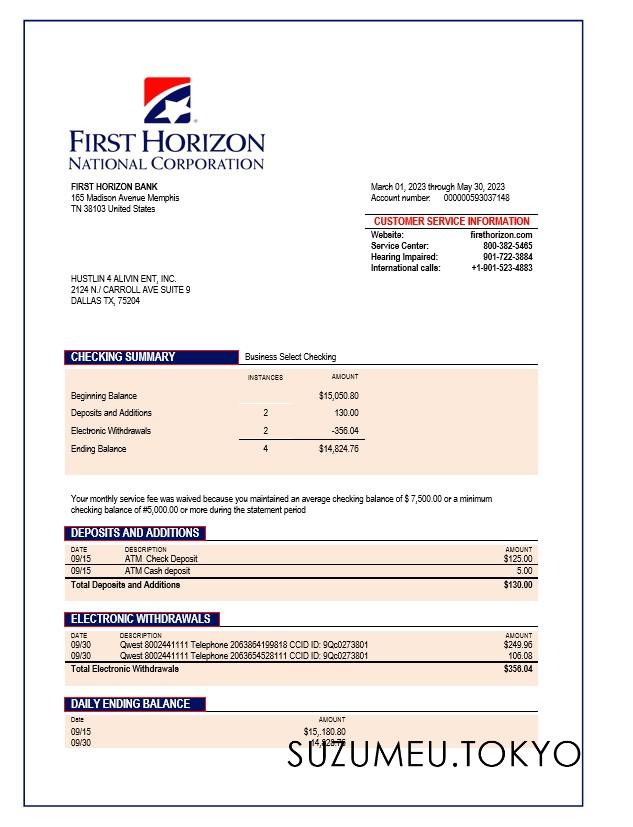 FIRST HORIZON
NATIONAL CORPORATION
FIRST HORIZON BANK
165 Madison Avenue Memphis
TN 38103 United States
March 01, 2023 through May 30, 2023
Account number: 000000593037148
CUSTOMER SERVICE INFORMATION
Website: firsthorizon.com
Service Center: 800-382-5465
Hearing Impaired: 901-722-3884
International calls: +1-901-523-4883
HUSTLIN 4 ALIVIN ENT, INC.
2124 N./ CARROLL AVE SUITE 9
DALLAS TX, 75204
CHECKING SUMMARY Business Select Checking
INSTANCES AMOUNT
Beginning Balance $15,050.80
Deposits and Additions 2 130.00
Electronic Withdrawals 2 -356.04
Ending Balance 4 $14,824.76
Your monthly service fee was waived because you maintained an average checking balance of $ 7,500.00 or a minimum
checking balance of #5,000.00 or more during the statement period
DEPOSITS AND ADDITIONS
DATE DESCRIPTION AMOUNT
09/15 ATM Check Deposit $125.00
09/15 ATM Cash deposit 5.00
Total Deposits and Additions $130.00
ELECTRONIC WITHDRAWALS
DATE DESCRIPTION AMOUNT
09/30 Qwest 8002441111 Telephone 2063864199818 CCID ID: 9Qc0273801 $249.96
09/30 Qwest 8002441111 Telephone 2063654528111 CCID ID: 9Qc0273801 106.08
Total Electronic Withdrawals $356.04
DAILY ENDING BALANCE
Date AMOUNT
09/15 $15,.180.80
09/30
SUZUMEU.TOKYO